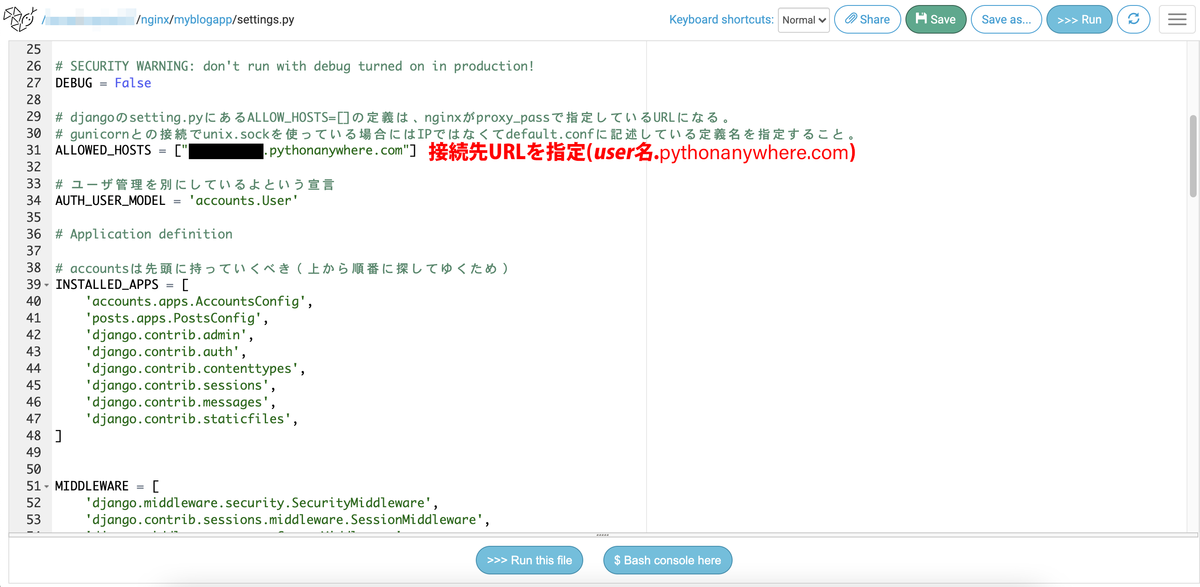 /nginx/myblogapp/settings.py
Keyboard shortcuts: Normal Share Save Save as... >>> Run
25
26 # SECURITY WARNING: don't run with debug turned on in production!
27 DEBUG = False
28
29 # djangoのsetting.pyにあるALLOW_HOSTS=[]の定義は、nginxがproxy_passで指定しているURLになる。
30 # gunicornとの接続でunix.sockを使っている場合にはIPではなくてdefault.confに記述している定義名を指定すること。
31 ALLOWED_HOSTS = [".pythonanywhere.com"] 接続先URLを指定(user名.pythonanywhere.com)
32
33 # ユーザ管理を別にしているよという宣言
34 AUTH_USER_MODEL = 'accounts.User'
35
36 # Application definition
37
38 # accountsは先頭に持っていくべき(上から順番に探してゆくため)
39 INSTALLED_APPS = [
40 'accounts.apps.AccountsConfig',
41 'posts.apps.PostsConfig',
42 'django.contrib.admin',
43 'django.contrib.auth',
44 'django.contrib.contenttypes',
45 'django.contrib.sessions',
46 'django.contrib.messages',
47 'django.contrib.staticfiles',
48 ]
49
50
51 MIDDLEWARE = [
52 'django.middleware.security.SecurityMiddleware',
53 'django.contrib.sessions.middleware.SessionMiddleware',
>>> Run this file
$ Bash console here